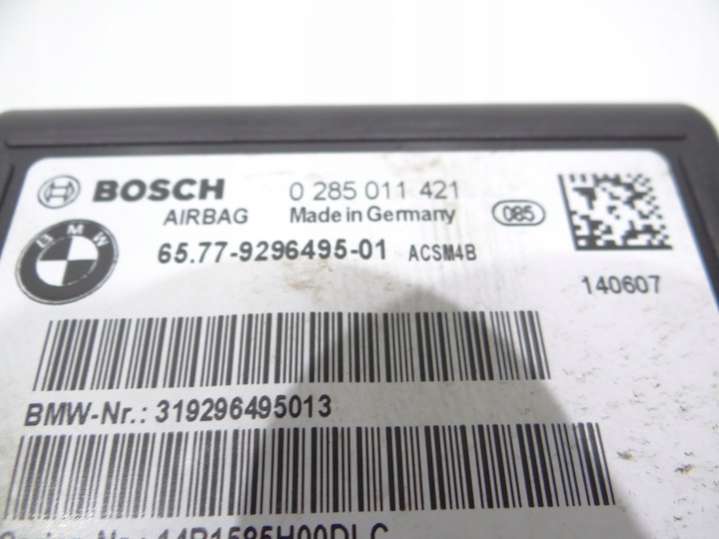 BOSCH 0 285 011 421
AIRBAG Made in Germany 085
BMW
65.77-9296495-01 ACSM4B
140607
BMW-Nr.: 319296495013